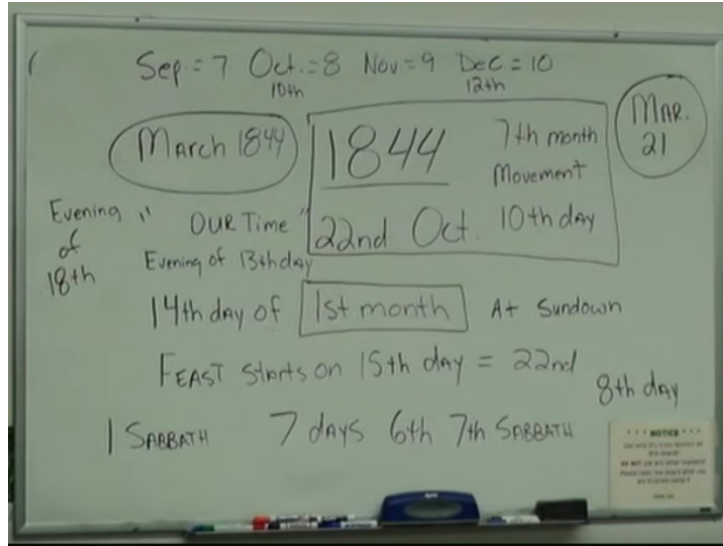 Sep. = 7 Oct. = 8 Nov. = 9 Dec = 10
10th 12th
March 1844
1844
7th month
Movement
22nd Oct. 10th day
MAR.
21
Evening
of
18th
" OUR Time "
Evening of 13th day
14th day of 1st month At Sundown
FEAST Starts on 15th day = 22nd
8th day
1 SABBATH 7 days 6th 7th SABBATH
NOTICE